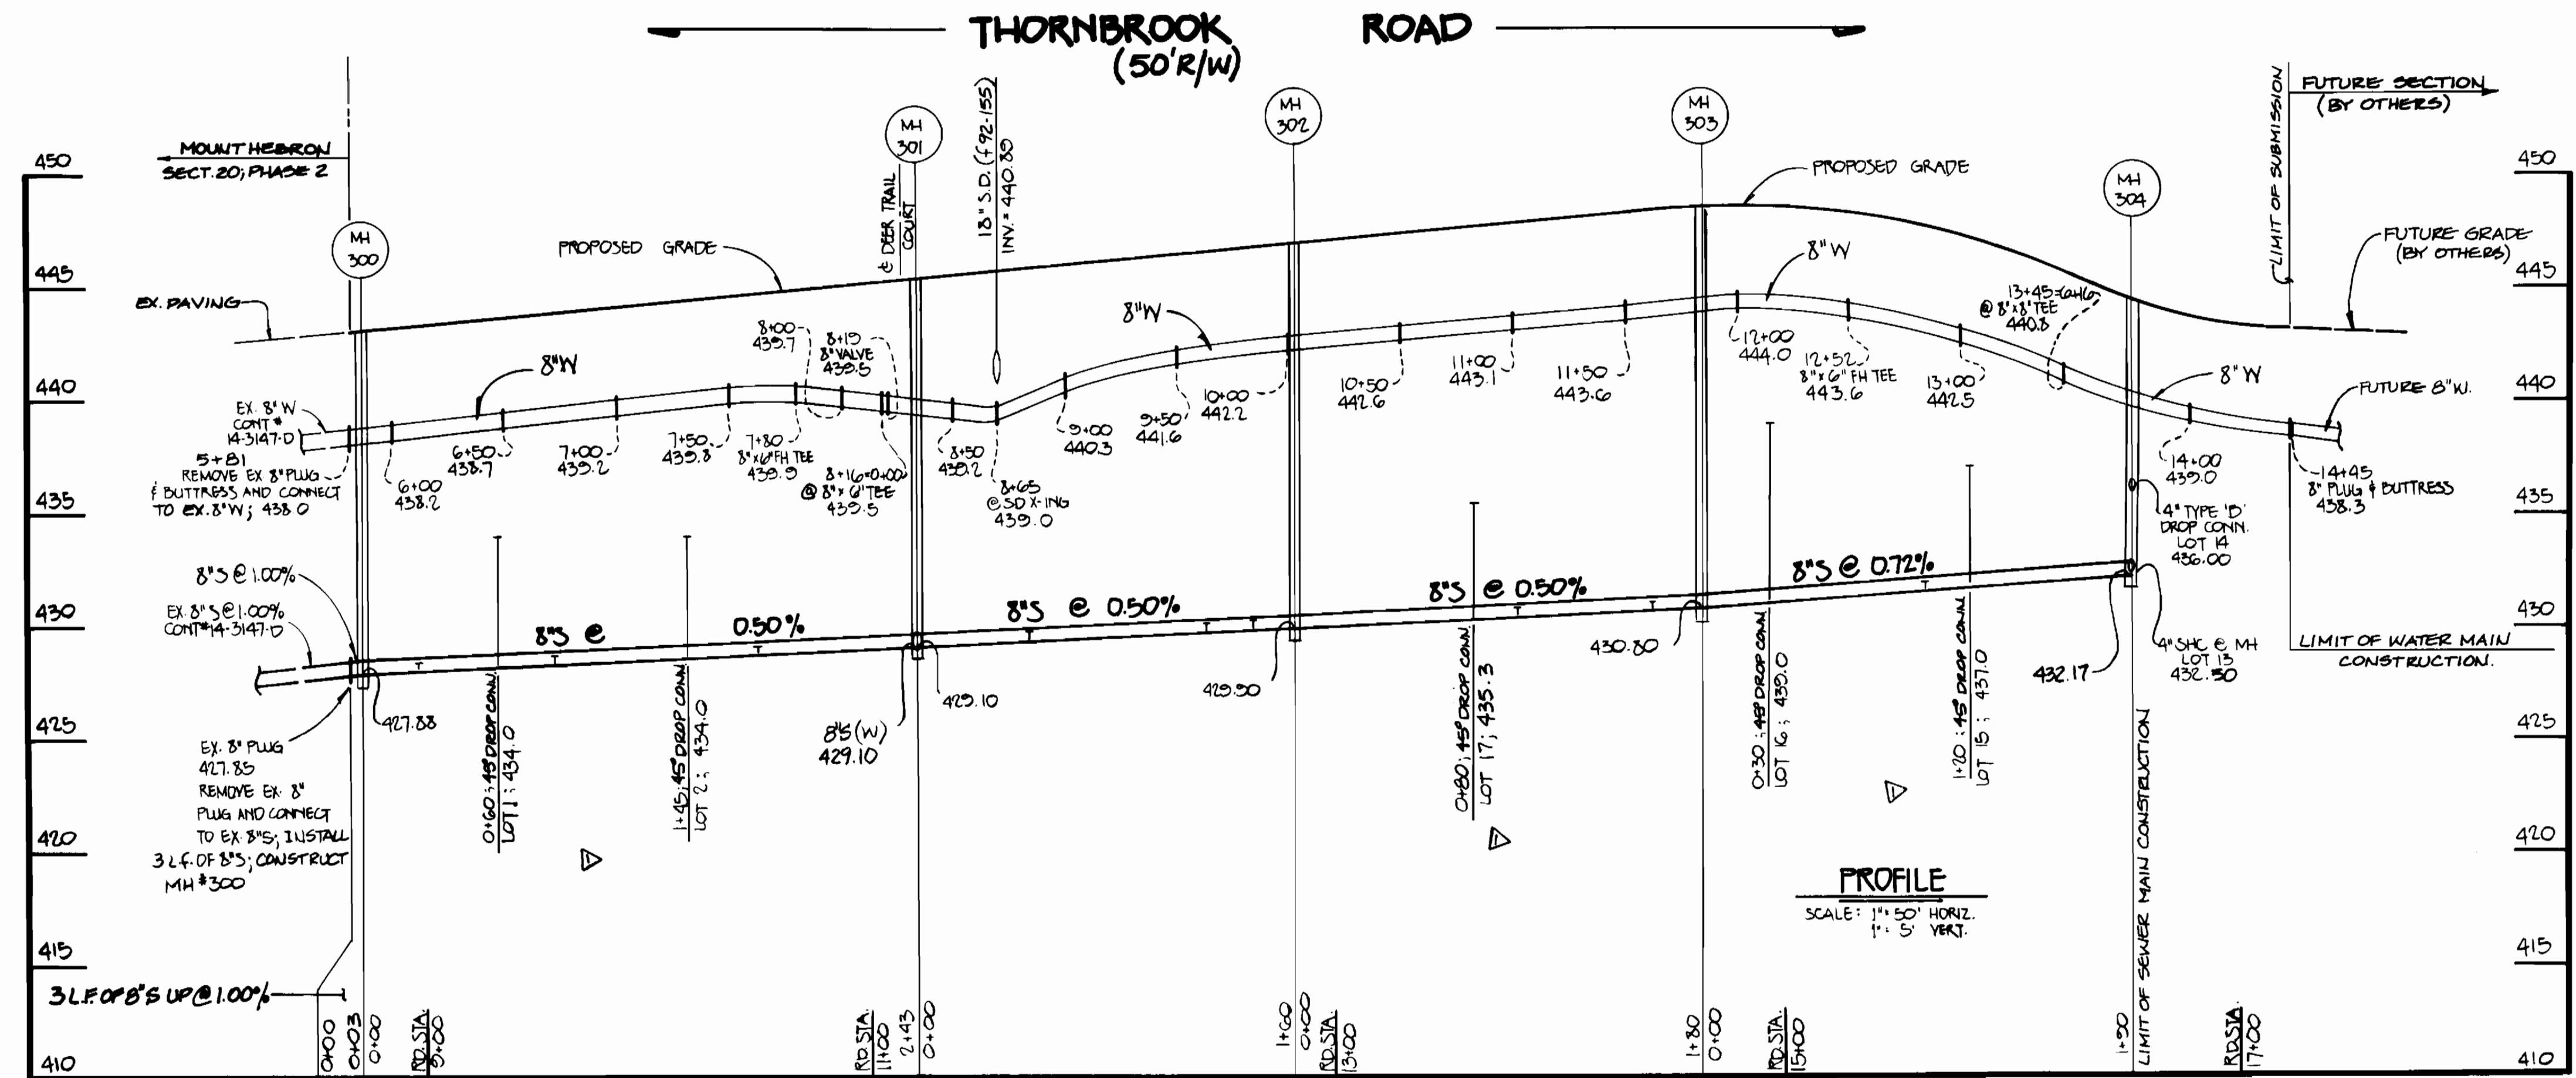 THORNBROOK ROAD
(50'R/W)
MOUNT HEBRON
SECT. 20; PHASE 2
MH
300
MH
301
MH
302
MH
303
MH
304
℄ DEER TRAIL
COURT
18" S.D. (F92-155)
INV. = 440.89
LIMIT OF SUBMISSION
FUTURE SECTION
(BY OTHERS)
450
445
440
435
430
425
420
415
410
450
445
440
435
430
425
420
415
410
EX. PAVING
PROPOSED GRADE
PROPOSED GRADE
FUTURE GRADE
(BY OTHERS)
8"W
8"W
8"W
8"W
FUTURE 8"W.
EX. 8"W
CONT #
14-3147-D
5+81
REMOVE EX 8" PLUG
& BUTTRESS AND CONNECT
TO EX. 8"W; 438.0
6+00
438.2
6+50
438.7
7+00
439.2
7+50
439.8
7+80
8"x6" FH TEE
439.9
8+00
439.7
8+19
8" VALVE
439.5
8+16=0+00
@ 8"x6" TEE
439.5
8+50
439.2
8+65
@ SD X-ING
439.0
9+00
440.3
9+50
441.6
10+00
442.2
10+50
442.6
11+00
443.1
11+50
443.6
12+00
444.0
12+52
8"x6" FH TEE
443.6
13+00
442.5
@ 8"x8" TEE
440.8
14+00
439.0
14+45
8" PLUG & BUTTRESS
438.3
4" TYPE 'B'
DROP CONN.
LOT 14
436.00
4" SHC @ MH
LOT 13
432.50
LIMIT OF WATER MAIN
CONSTRUCTION.
8"S @ 1.00%
EX. 8"S @ 1.00%
CONT #14-3147-D
8"S @ 0.50%
8"S @ 0.50%
8"S @ 0.50%
8"S @ 0.72%
427.88
8"S (W)
429.10
429.10
429.90
430.80
432.17
EX. 8" PLUG
427.85
REMOVE EX. 8"
PLUG AND CONNECT
TO EX. 8"S; INSTALL
3 L.F. OF 8"S; CONSTRUCT
MH #300
0+60; 45° DROP CONN.
LOT 1; 434.0
1+45; 45° DROP CONN.
LOT 2; 434.0
0+80; 45° DROP CONN.
LOT 17; 435.3
0+30; 45° DROP CONN.
LOT 16; 439.0
1+20; 45° DROP CONN.
LOT 15; 437.0
1
1
1
PROFILE
SCALE: 1"=50' HORIZ.
1"= 5' VERT.
3 L.F. OF 8"S UP @ 1.00%
0+00
0+03
0+00
RD. STA.
9+00
RD. STA.
11+00
2+43
0+00
1+60
0+00
RD. STA.
13+00
1+80
0+00
RD. STA.
15+00
1+90
LIMIT OF SEWER MAIN CONSTRUCTION
RD. STA.
17+00